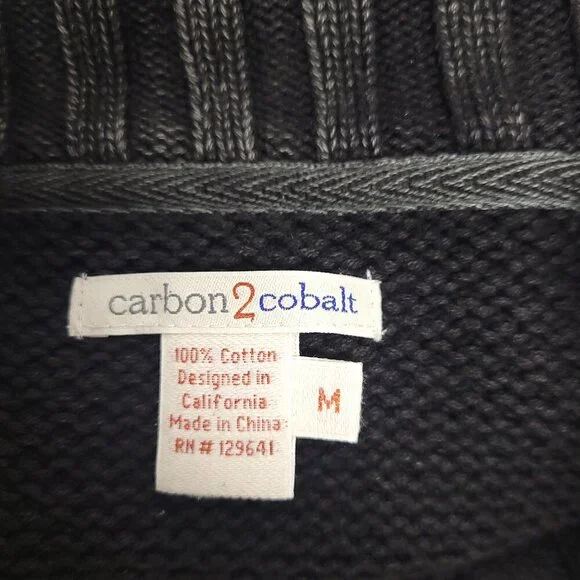 carbon2cobalt
100% Cotton
Designed in
California
Made in China
RN # 129641
M